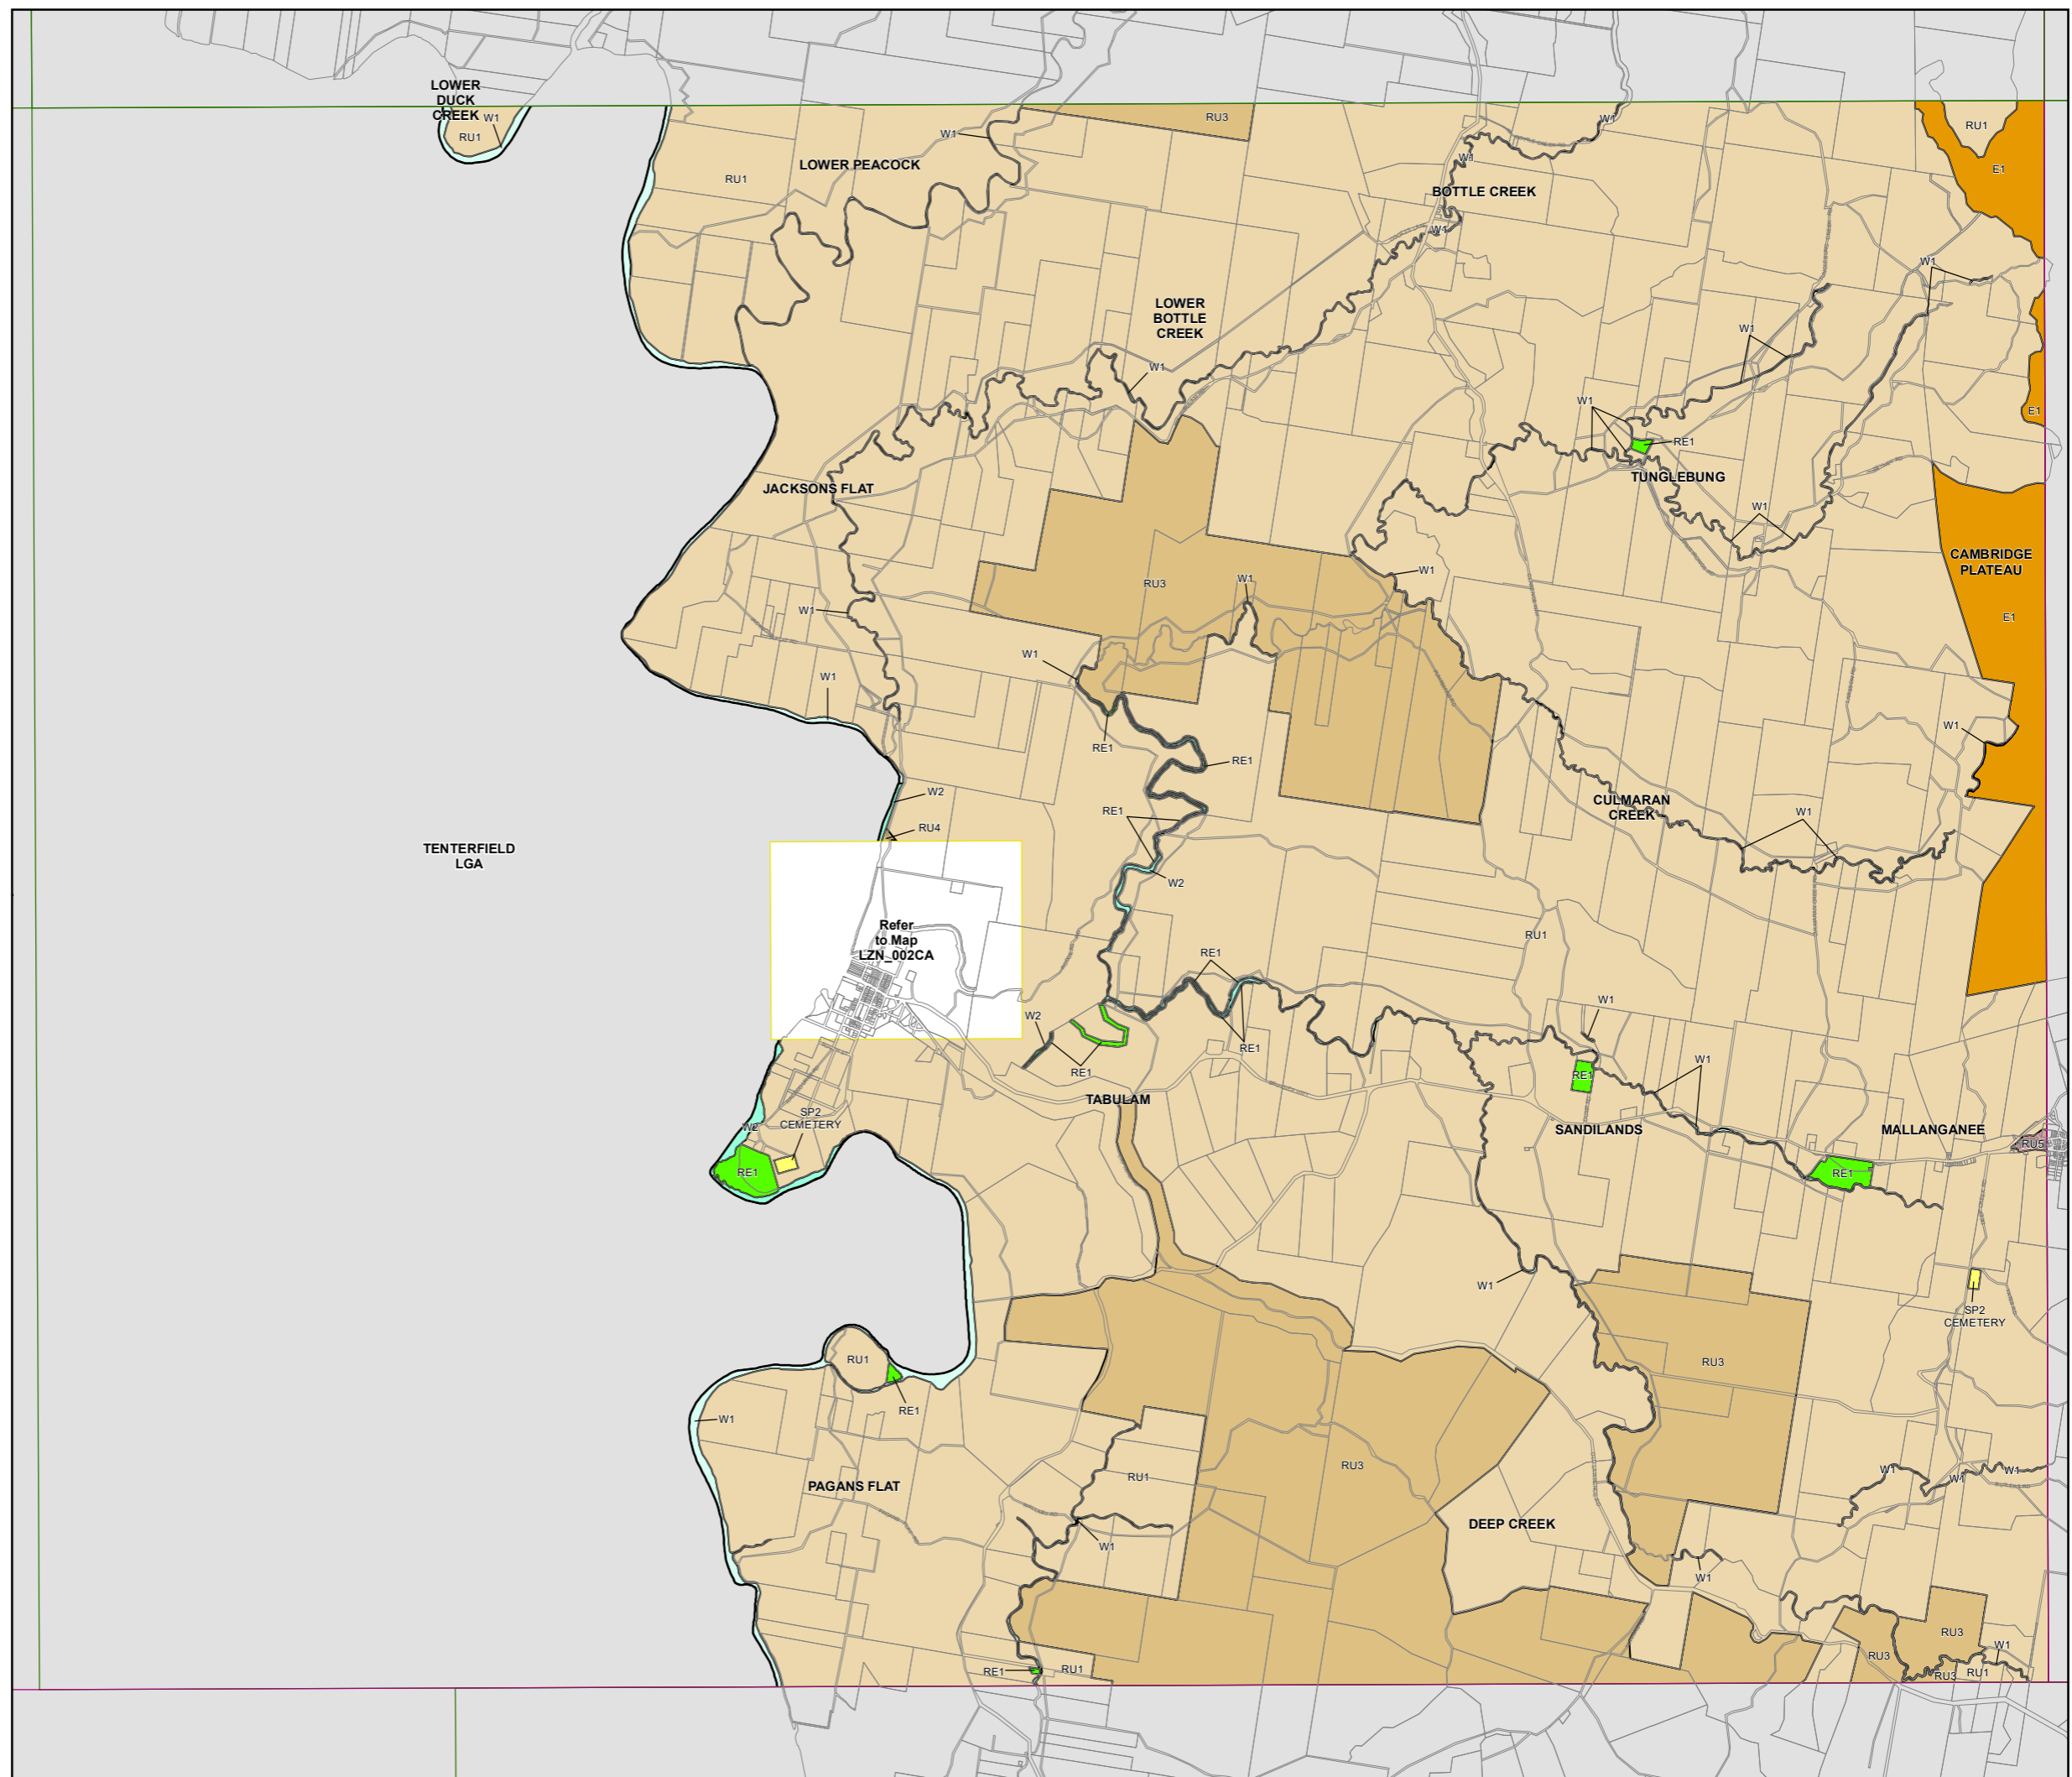 LOWER
DUCK
CREEK
W1
RU1
W1
RU3
W1
RU1
LOWER PEACOCK
RU1
W1
BOTTLE CREEK
E1
W1
W1
LOWER
BOTTLE
CREEK
W1
W1
W1
E1
RE1
TUNGLEBUNG
JACKSONS FLAT
W1
CAMBRIDGE
PLATEAU
W1
W1
RU3
W1
E1
W1
W1
W1
RE1
RE1
W2
CULMARAN
CREEK
RE1
W1
RU4
TENTERFIELD
LGA
W2
Refer
to Map
LZN_002CA
RU1
RE1
W1
W2
RE1
W1
RE1
RE1
TABULAM
SP2
CEMETERY
W2
SANDILANDS
MALLANGANEE
RU5
RE1
RE1
W1
SP2
CEMETERY
RU1
RU3
RE1
W1
RU3
RU1
W1
W1
W1
PAGANS FLAT
DEEP CREEK
W1
W1
RU3
W1
RU3
RE1
RU1
RU3
RU1